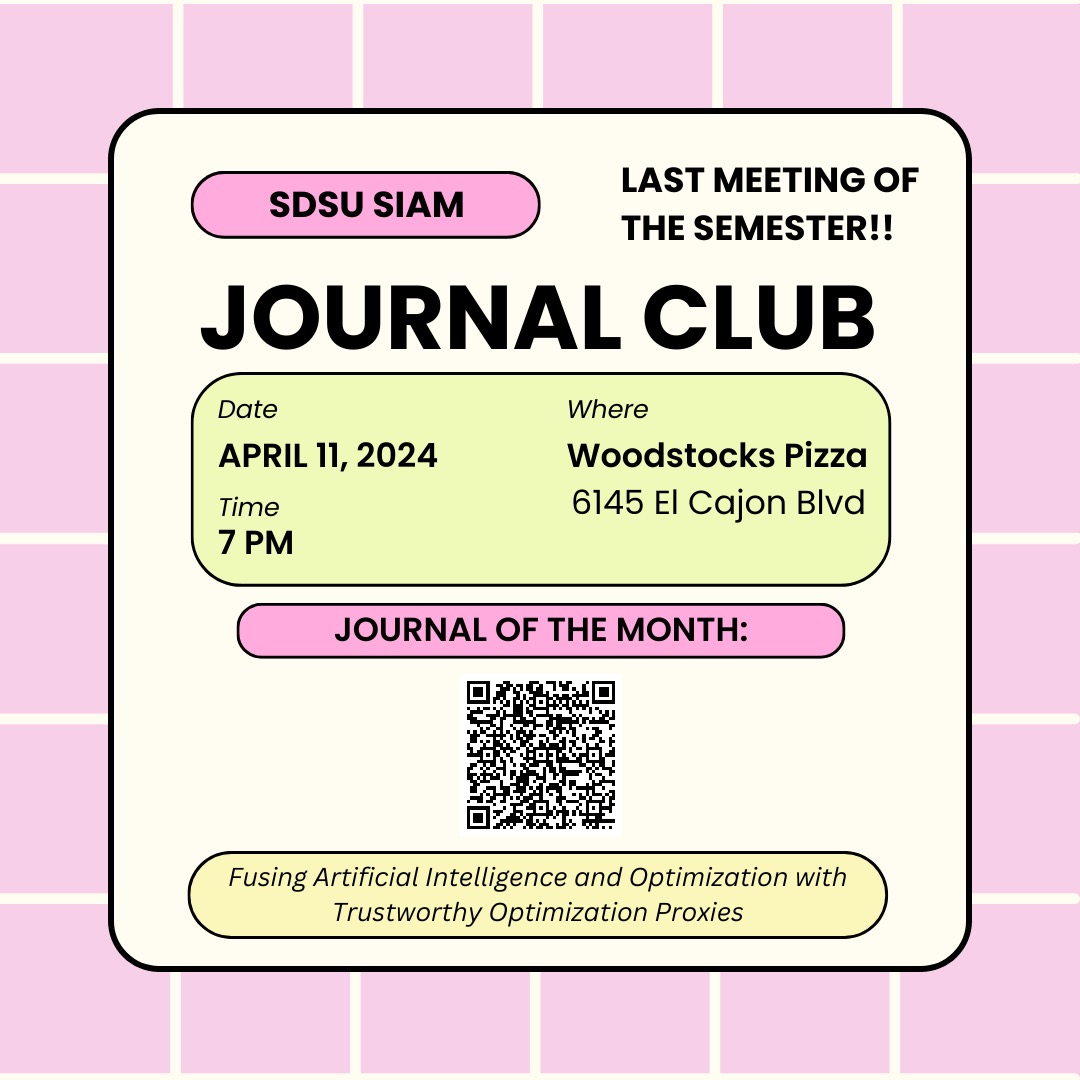 SDSU SIAM
LAST MEETING OF
THE SEMESTER!!
JOURNAL CLUB
Date
APRIL 11, 2024
Time
7 PM
Where
Woodstocks Pizza
6145 El Cajon Blvd
JOURNAL OF THE MONTH:
Fusing Artificial Intelligence and Optimization with
Trustworthy Optimization Proxies